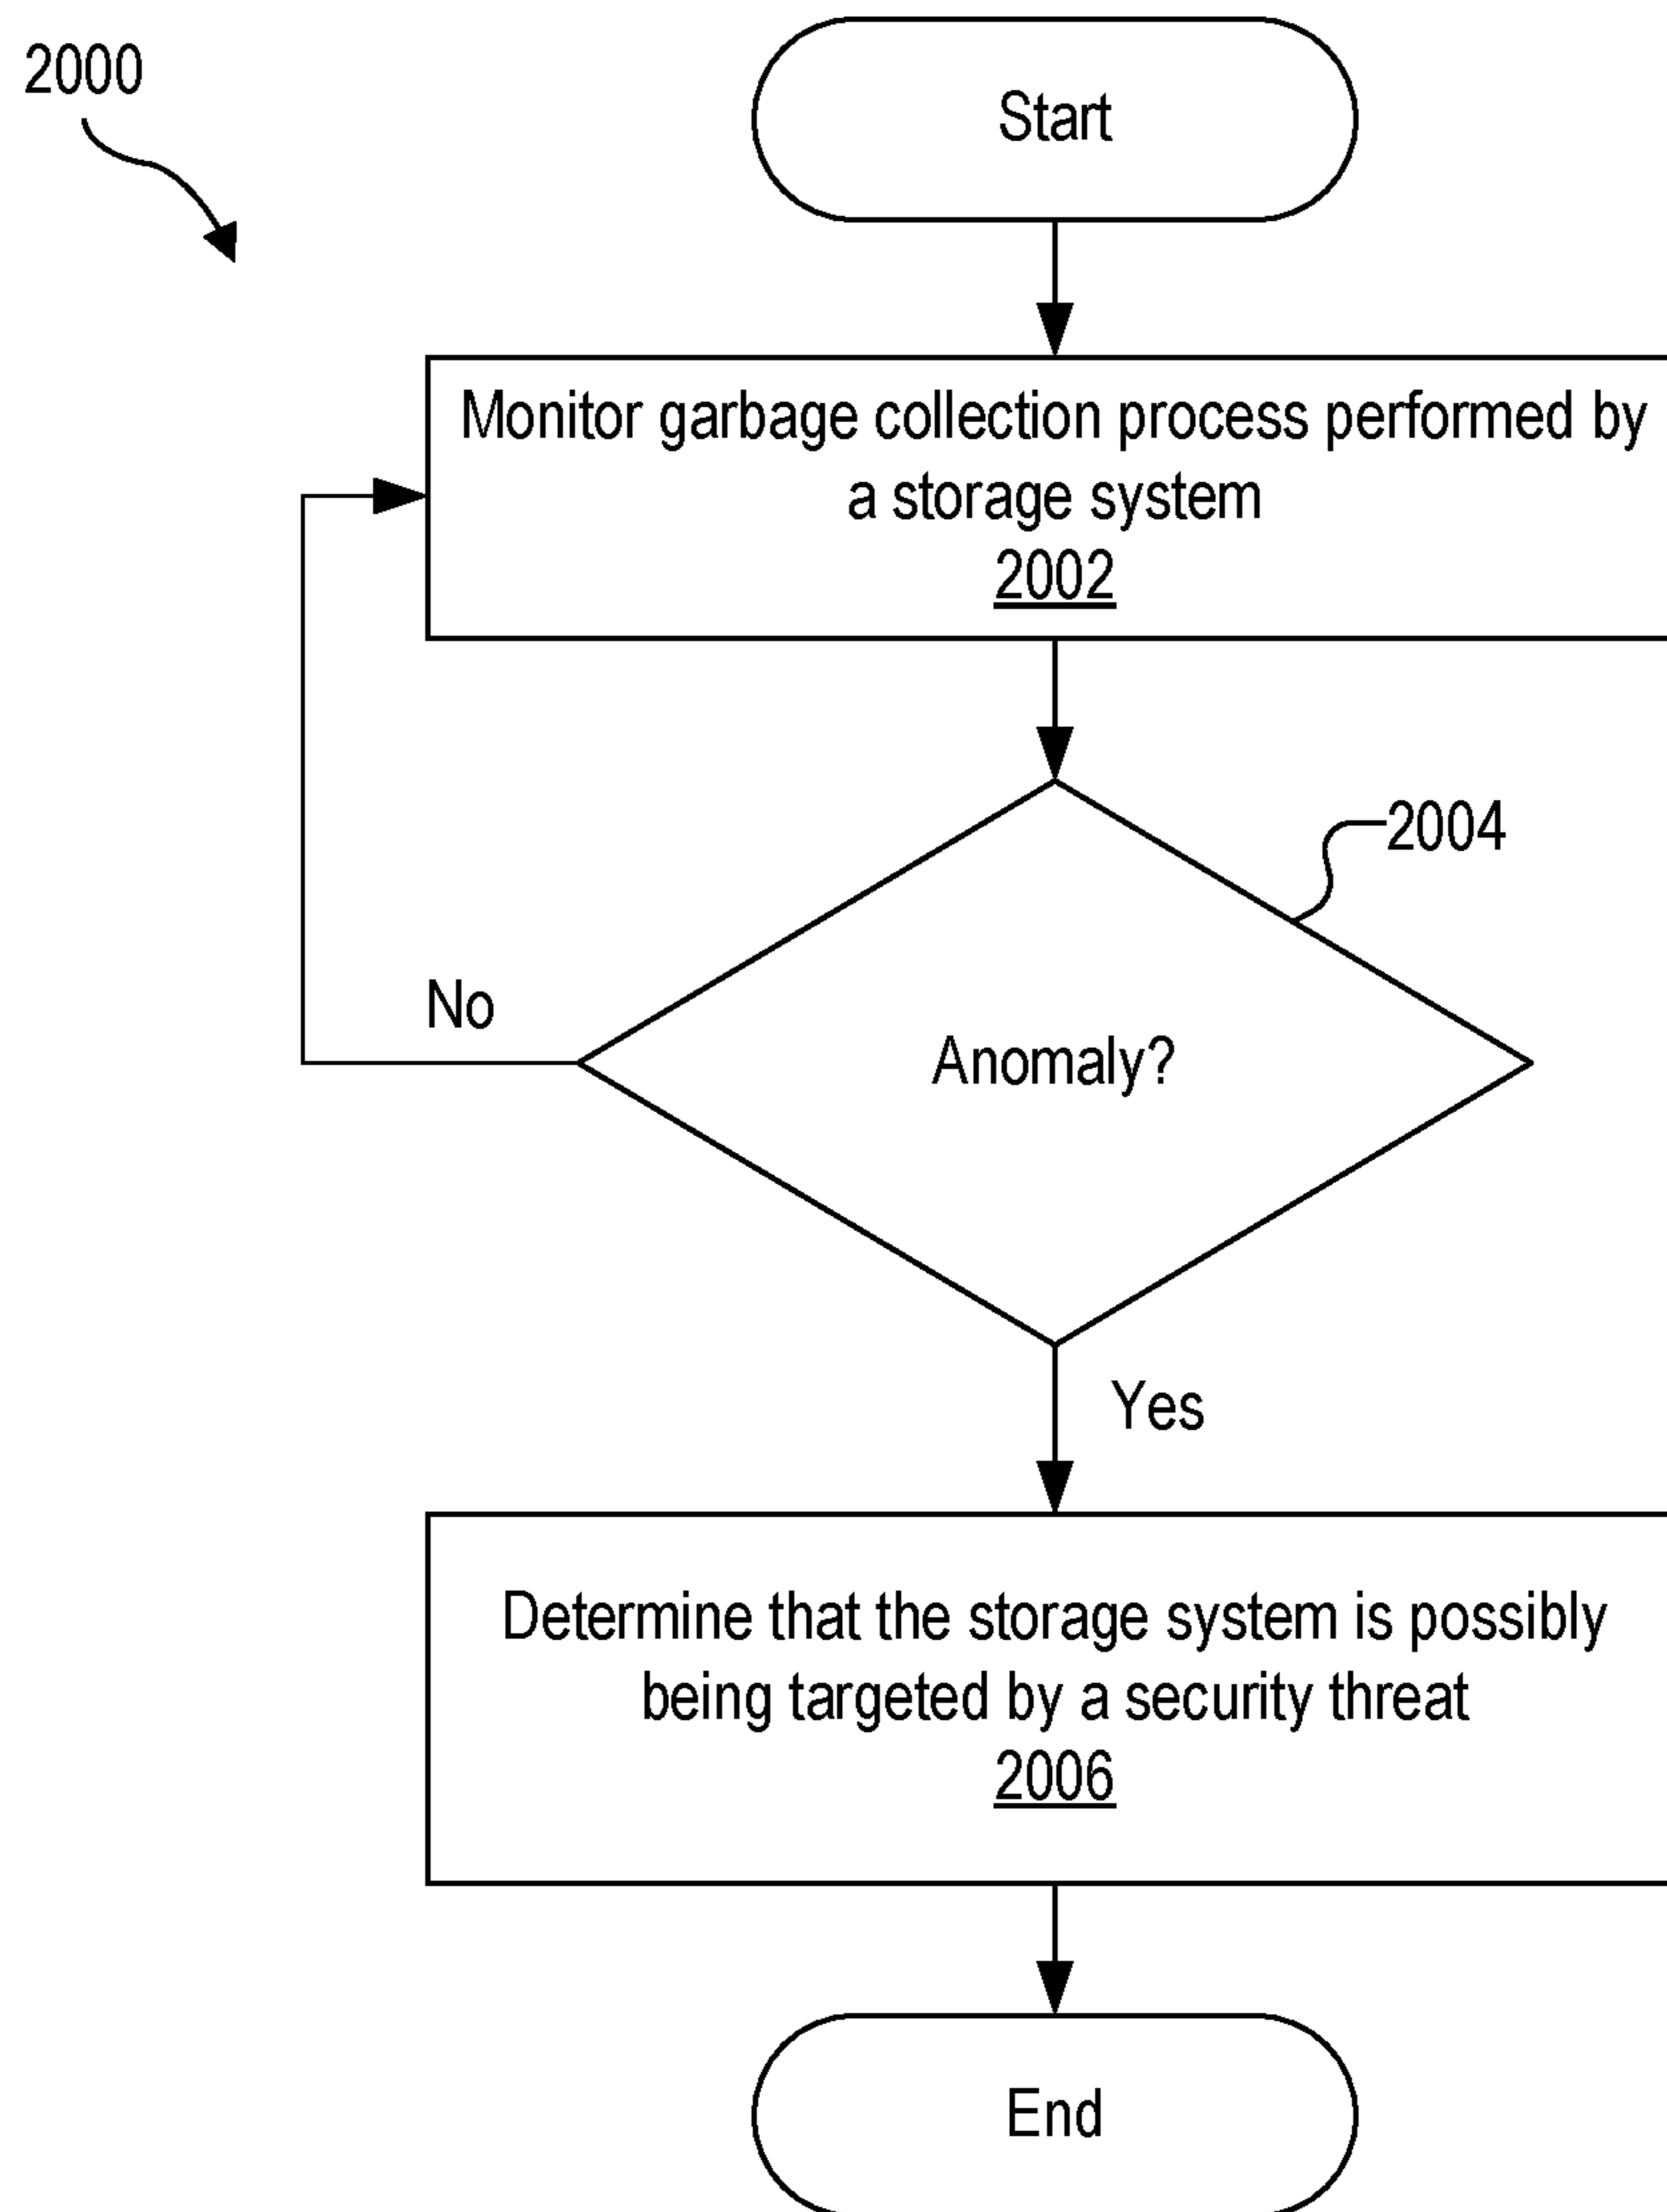 2000
Start
Monitor garbage collection process performed by
a storage system
2002
2004
No
Anomaly?
Yes
Determine that the storage system is possibly
being targeted by a security threat
2006
End